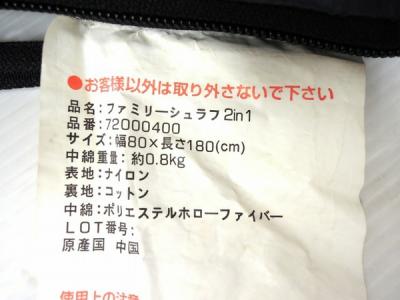 ●お客様以外は取り外さないで下さい
品名:ファミリーシュラフ2in1
品番:72000400
サイズ:幅80×長さ180(cm)
中綿重量:約0.8kg
表地:ナイロン
裏地:コットン
中綿:ポリエステルホローファイバー
LOT番号:
原産国 中国
使用上の注意